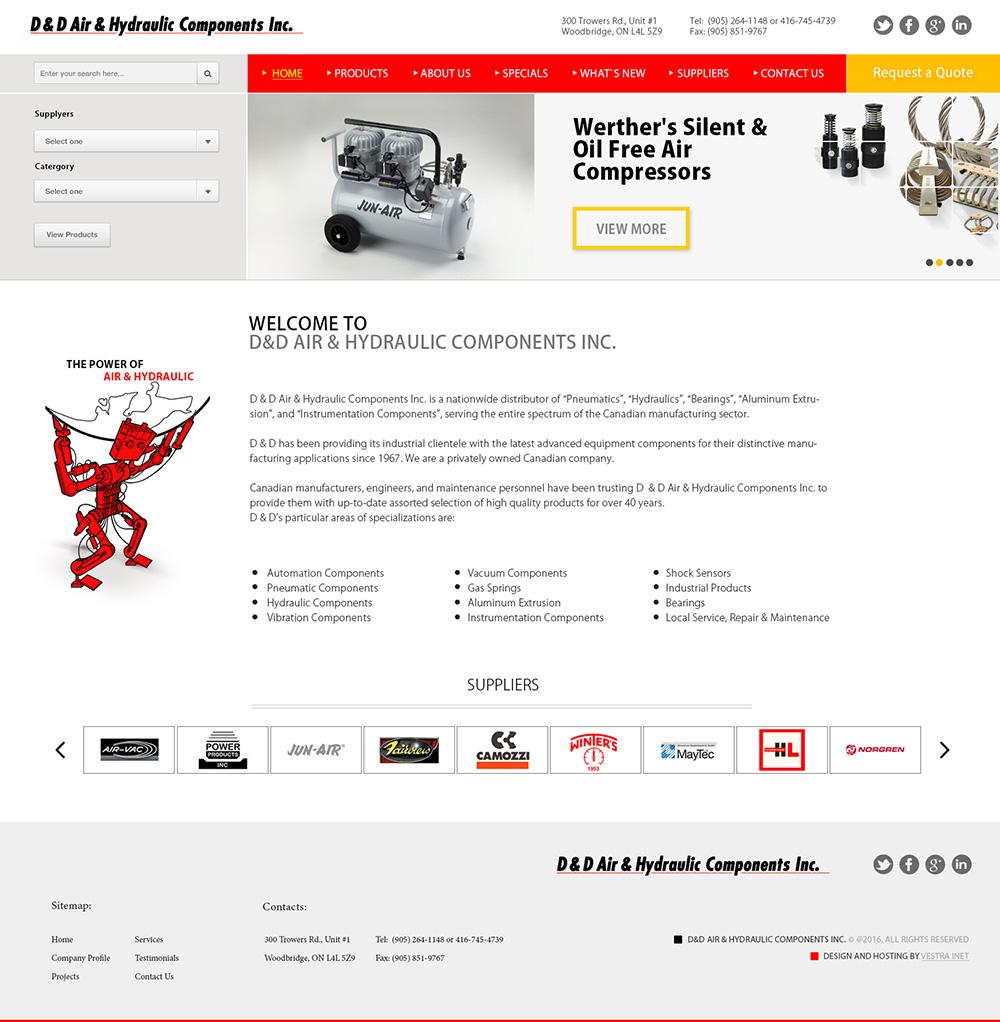 D & D Air & Hydraulic Components Inc.
300 Trowers Rd., Unit #1
Woodbridge, ON L4L 5Z9
Tel: (905) 264-1148 or 416-745-4739
Fax: (905) 851-9767
Enter your search here...
HOME
PRODUCTS
ABOUT US
SPECIALS
WHAT`S NEW
SUPPLIERS
CONTACT US
Request a Quote
Supplyers
Select one
Catergory
Select one
View Products
JUN-AIR
Werther's Silent &
Oil Free Air
Compressors
VIEW MORE
WELCOME TO
D&D AIR & HYDRAULIC COMPONENTS INC.
THE POWER OF
AIR & HYDRAULIC
D & D Air & Hydraulic Components Inc. is a nationwide distributor of “Pneumatics”, “Hydraulics”, “Bearings”, “Aluminum Extru-
sion”, and “Instrumentation Components”, serving the entire spectrum of the Canadian manufacturing sector.
D & D has been providing its industrial clientele with the latest advanced equipment components for their distinctive manu-
facturing applications since 1967. We are a privately owned Canadian company.
Canadian manufacturers, engineers, and maintenance personnel have been trusting D & D Air & Hydraulic Components Inc. to
provide them with up-to-date assorted selection of high quality products for over 40 years.
D & D's particular areas of specializations are:
Automation Components
Pneumatic Components
Hydraulic Components
Vibration Components
Vacuum Components
Gas Springs
Aluminum Extrusion
Instrumentation Components
Shock Sensors
Industrial Products
Bearings
Local Service, Repair & Maintenance
SUPPLIERS
AIR-VAC
POWER
PRODUCTS
INC
JUN-AIR
Fairview
CAMOZZI
WINTER'S
1953
MayTec
HL
NORGREN
D & D Air & Hydraulic Components Inc.
Sitemap:
Home
Company Profile
Projects
Services
Testimonials
Contact Us
Contacts:
300 Trowers Rd., Unit #1
Woodbridge, ON L4L 5Z9
Tel: (905) 264-1148 or 416-745-4739
Fax: (905) 851-9767
D&D AIR & HYDRAULIC COMPONENTS INC. © @2016. ALL RIGHTS RESERVED
DESIGN AND HOSTING BY VESTRA INET